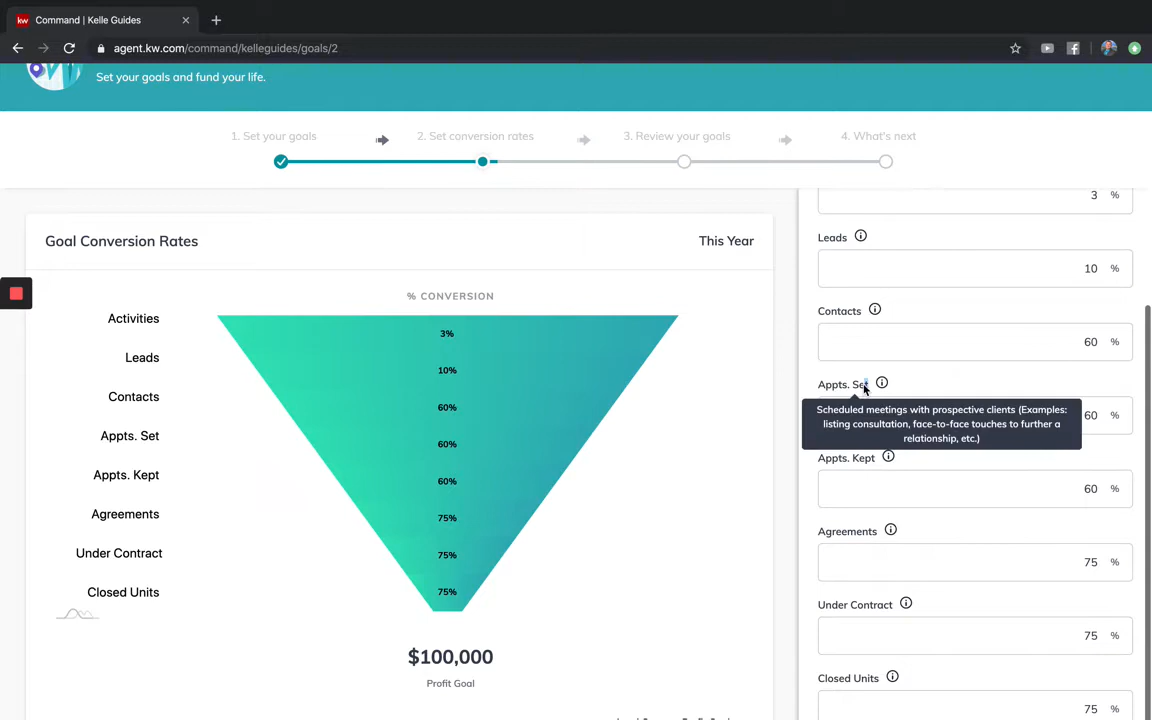 kw Command | Kelle Guides
agent.kw.com/command/kelleguides/goals/2
Set your goals and fund your life.
1. Set your goals
2. Set conversion rates
3. Review your goals
4. What's next
Goal Conversion Rates
This Year
% CONVERSION
Activities 3%
Leads 10%
Contacts 60%
Appts. Set 60%
Appts. Kept 60%
Agreements 75%
Under Contract 75%
Closed Units 75%
$100,000
Profit Goal
3 %
Leads
10 %
Contacts
60 %
Appts. Set
Scheduled meetings with prospective clients (Examples:
listing consultation, face-to-face touches to further a
relationship, etc.)
60 %
Appts. Kept
60 %
Agreements
75 %
Under Contract
75 %
Closed Units
75 %